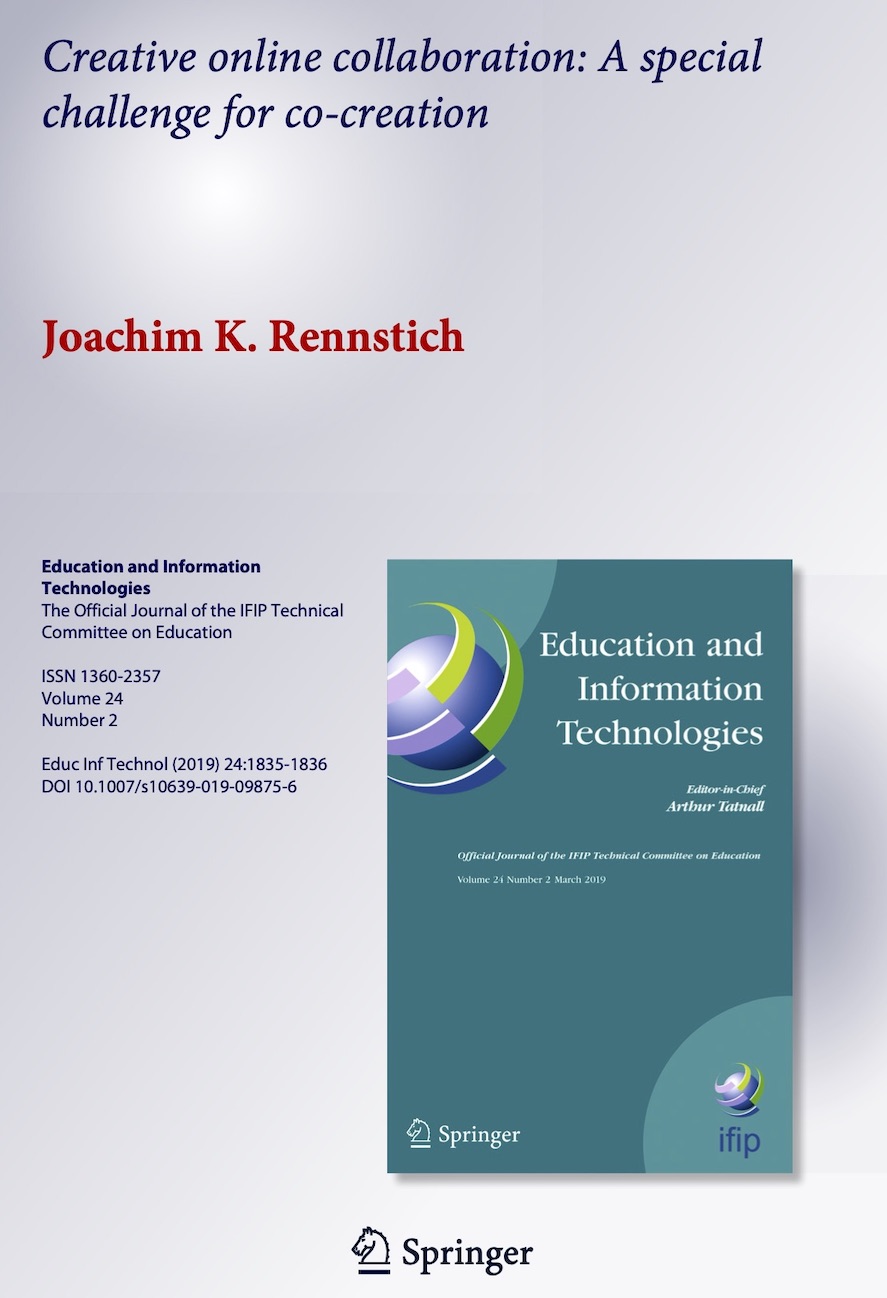 Creative online collaboration: A special
challenge for co-creation
Joachim K. Rennstich
Education and Information
Technologies
The Official Journal of the IFIP Technical
Committee on Education
ISSN 1360-2357
Volume 24
Number 2
Educ Inf Technol (2019) 24:1835-1836
DOI 10.1007/s10639-019-09875-6
Education and
Information
Technologies
Editor-in-Chief
Arthur Tatnall
Official Journal of the IFIP Technical Committee on Education
Volume 24 Number 2 March 2019
Springer
ifip
Springer